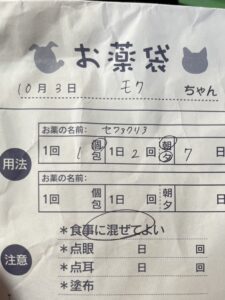 お薬袋
10月3日 モワ ちゃん
お薬の名前: セファクリア
用法
1回 1 個 包 1日 2 回 朝 夕 7 日
お薬の名前:
1回 個 包 1日 回 朝 夕 日
注意
*食事に混ぜてよい
*点眼 日 回
*点耳 日 回
*塗布